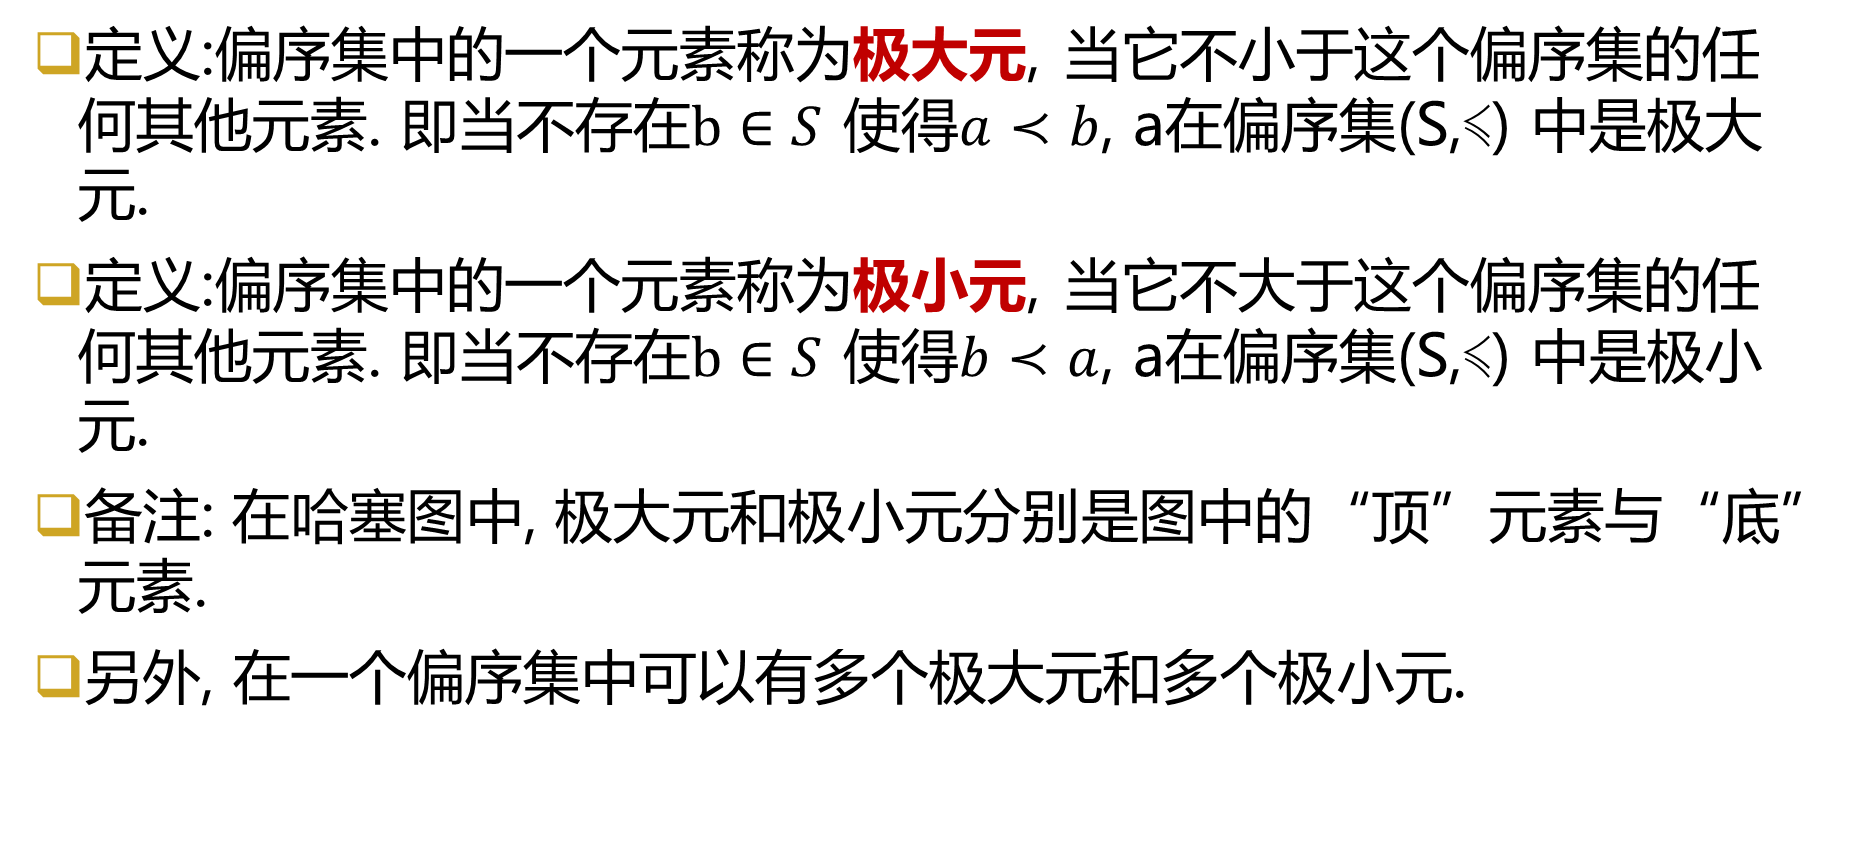 ❑定义:偏序集中的一个元素称为极大元, 当它不小于这个偏序集的任
何其他元素. 即当不存在b ∈ S 使得a ≺ b, a在偏序集(S,≼) 中是极大
元.
❑定义:偏序集中的一个元素称为极小元, 当它不大于这个偏序集的任
何其他元素. 即当不存在b ∈ S 使得b ≺ a, a在偏序集(S,≼) 中是极小
元.
❑备注: 在哈塞图中, 极大元和极小元分别是图中的“顶”元素与“底”
元素.
❑另外, 在一个偏序集中可以有多个极大元和多个极小元.